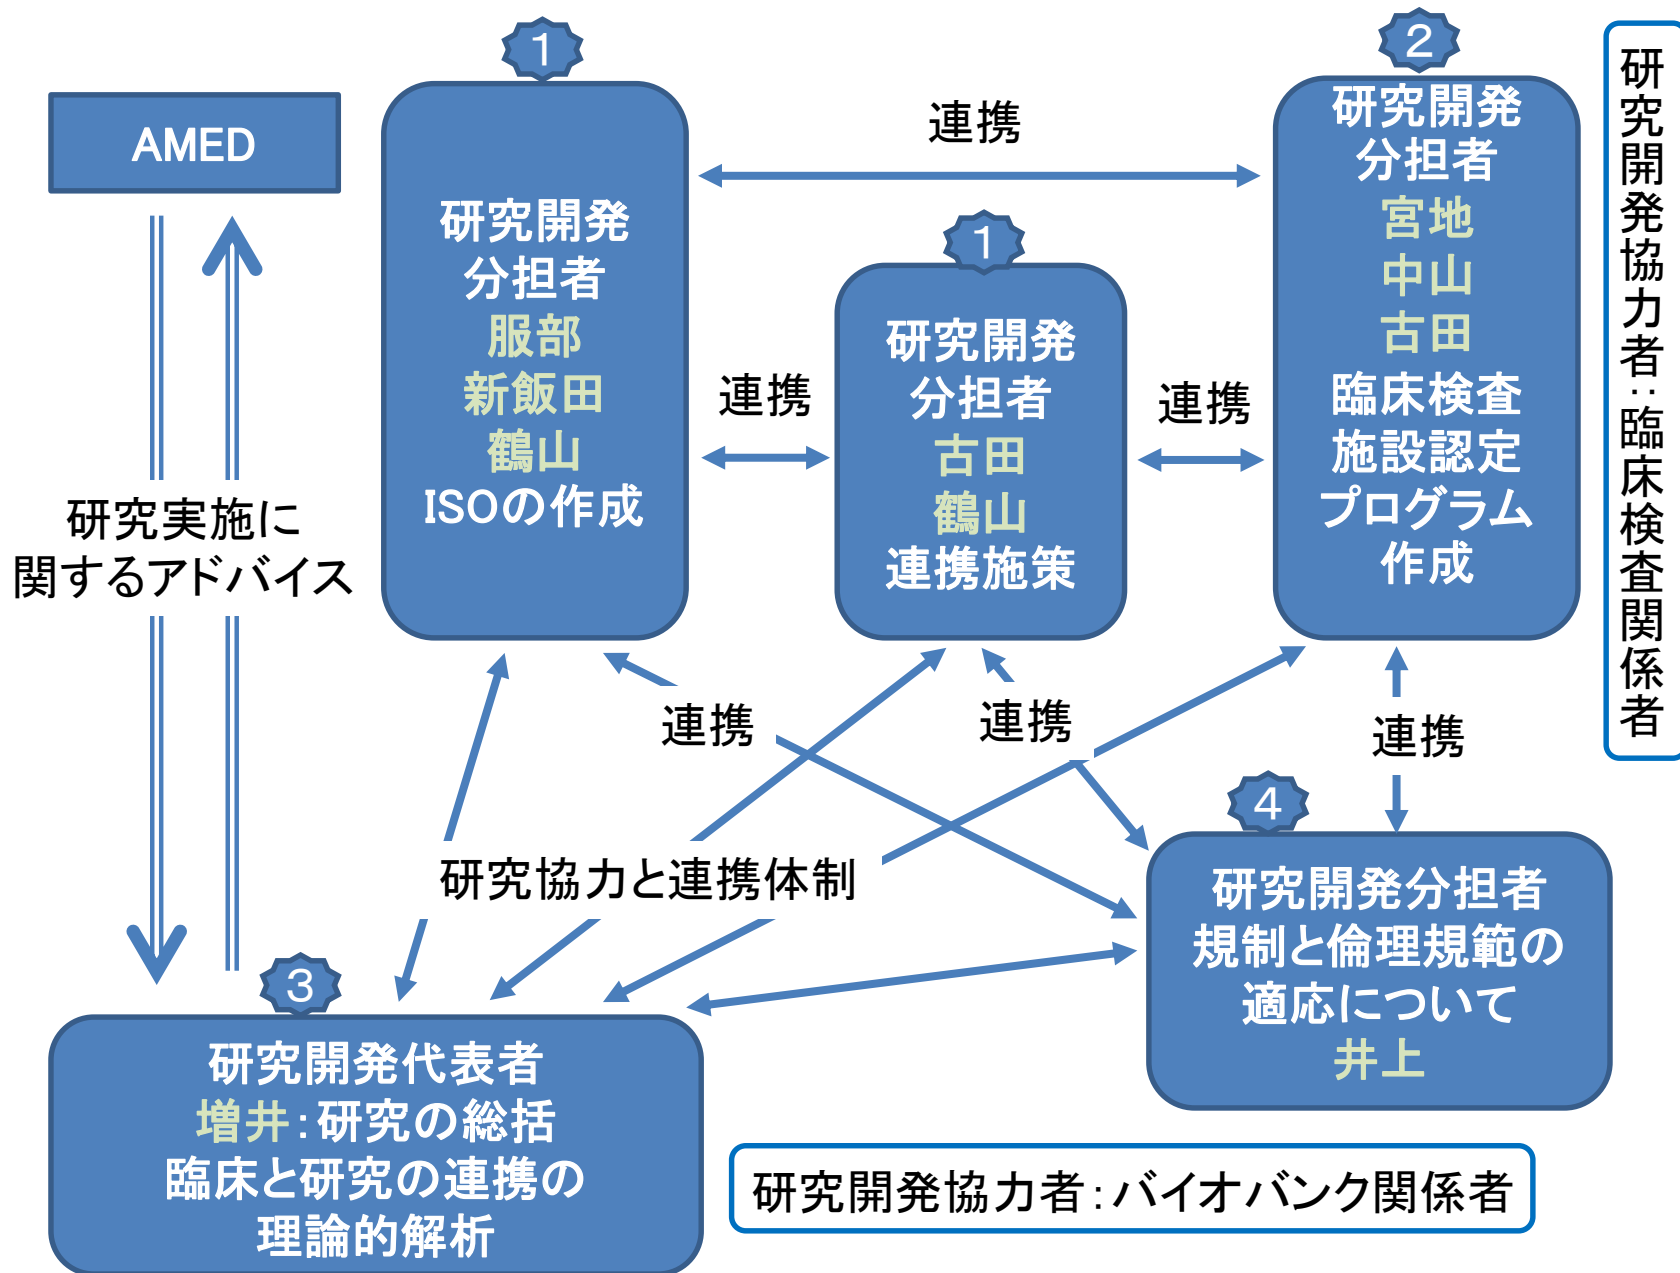 AMED
研究実施に
関するアドバイス
1
研究開発
分担者
服部
新飯田
鶴山
ISOの作成
連携
連携
1
研究開発
分担者
古田
鶴山
連携施策
連携
2
研究開発
分担者
宮地
中山
古田
臨床検査
施設認定
プログラム
作成
研究開発協力者：臨床検査関係者
連携
連携
連携
研究協力と連携体制
4
研究開発分担者
規制と倫理規範の
適応について
井上
3
研究開発代表者
増井：研究の総括
臨床と研究の連携の
理論的解析
研究開発協力者：バイオバンク関係者